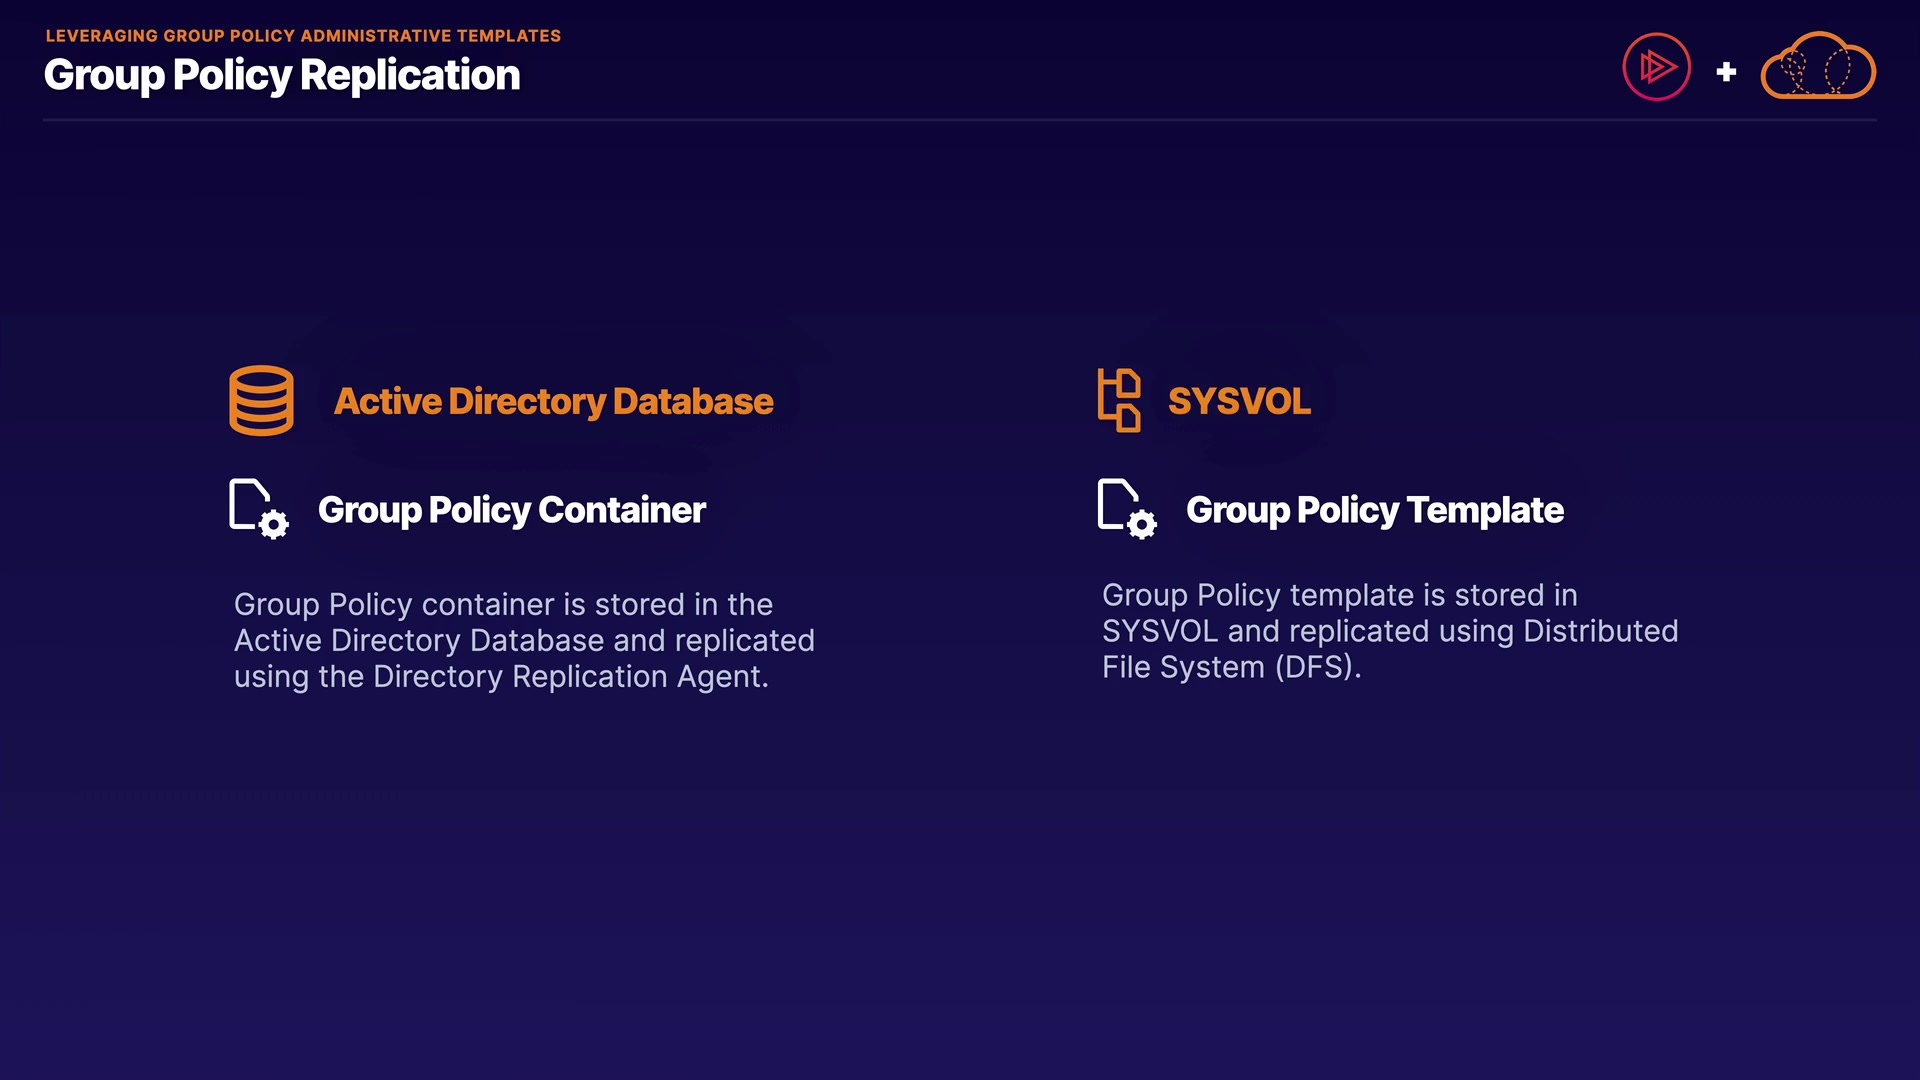 LEVERAGING GROUP POLICY ADMINISTRATIVE TEMPLATES
Group Policy Replication
Active Directory Database
Group Policy Container
Group Policy container is stored in the
Active Directory Database and replicated
using the Directory Replication Agent.
SYSVOL
Group Policy Template
Group Policy template is stored in
SYSVOL and replicated using Distributed
File System (DFS).